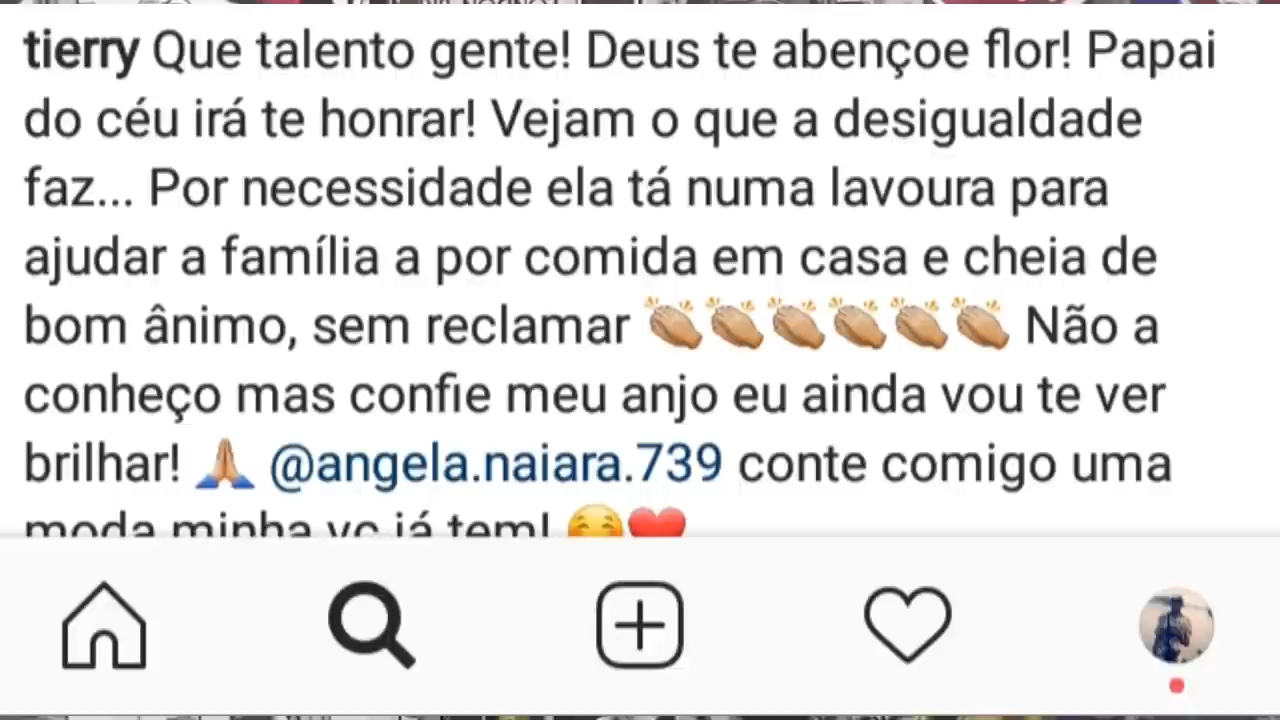 tierry Que talento gente! Deus te abençoe flor! Papai
do céu irá te honrar! Vejam o que a desigualdade
faz... Por necessidade ela tá numa lavoura para
ajudar a família a por comida em casa e cheia de
bom ânimo, sem reclamar 👏🏼👏🏼👏🏼👏🏼👏🏼👏🏼 Não a
conheço mas confie meu anjo eu ainda vou te ver
brilhar! 🙏🏼 @angela.naiara.739 conte comigo uma
moda minha vc já tem! ☺️❤️